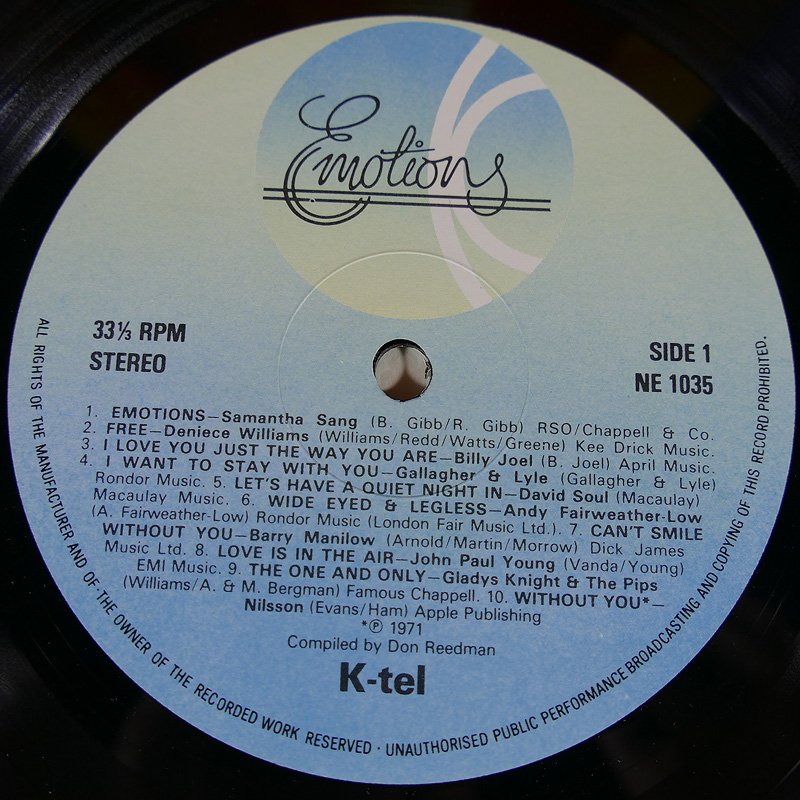 Emotions
33⅓ RPM
STEREO
SIDE 1
NE 1035
1. EMOTIONS—Samantha Sang (B. Gibb/R. Gibb) RSO/Chappell & Co.
2. FREE—Deniece Williams (Williams/Redd/Watts/Greene) Kee Drick Music.
3. I LOVE YOU JUST THE WAY YOU ARE—Billy Joel (B. Joel) April Music.
4. I WANT TO STAY WITH YOU—Gallagher & Lyle (Gallagher & Lyle)
Rondor Music. 5. LET'S HAVE A QUIET NIGHT IN—David Soul (Macaulay)
Macaulay Music. 6. WIDE EYED & LEGLESS—Andy Fairweather-Low
(A. Fairweather-Low) Rondor Music (London Fair Music Ltd.). 7. CAN'T SMILE
WITHOUT YOU—Barry Manilow (Arnold/Martin/Morrow) Dick James
Music Ltd. 8. LOVE IS IN THE AIR—John Paul Young (Vanda/Young)
EMI Music. 9. THE ONE AND ONLY—Gladys Knight & The Pips
(Williams/A. & M. Bergman) Famous Chappell. 10. WITHOUT YOU*—
Nilsson (Evans/Ham) Apple Publishing
*℗ 1971
Compiled by Don Reedman
K-tel
ALL RIGHTS OF THE MANUFACTURER AND OF THE OWNER OF THE RECORDED WORK RESERVED · UNAUTHORISED PUBLIC PERFORMANCE BROADCASTING AND COPYING OF THIS RECORD PROHIBITED.